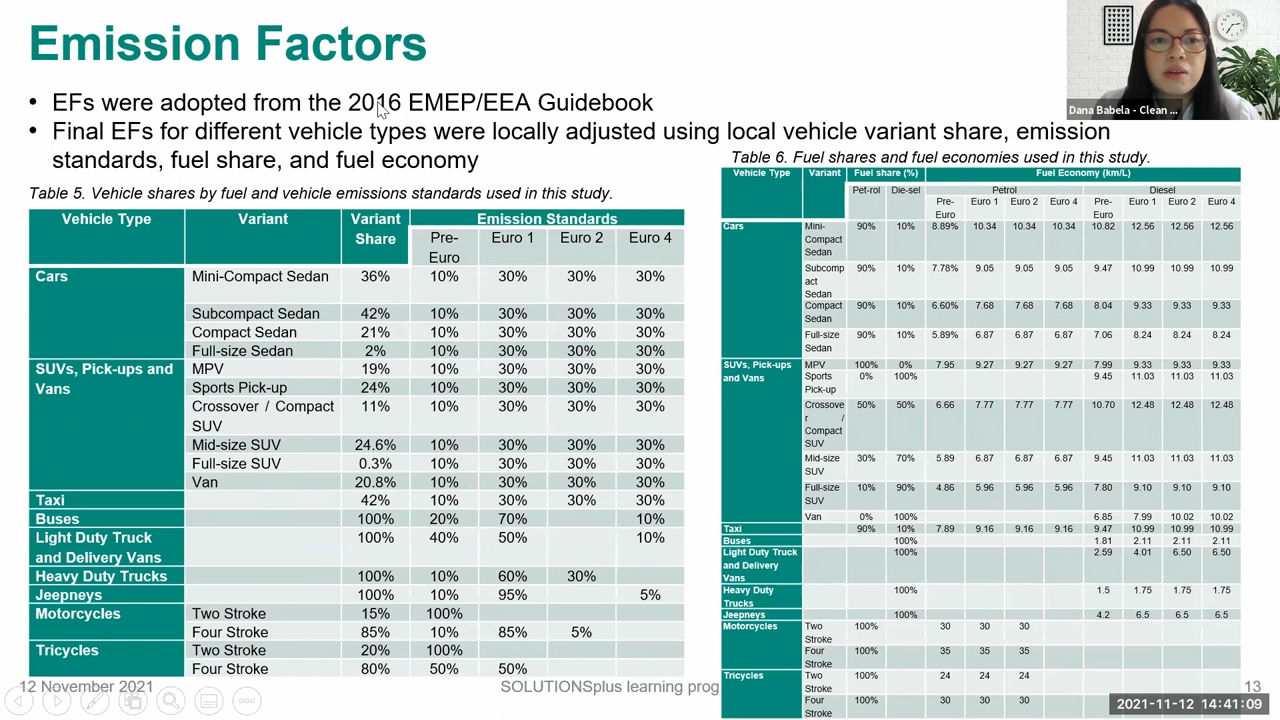 Emission Factors
• EFs were adopted from the 2016 EMEP/EEA Guidebook
• Final EFs for different vehicle types were locally adjusted using local vehicle variant share, emission
standards, fuel share, and fuel economy
Dana Babela - Clean ...
Table 5. Vehicle shares by fuel and vehicle emissions standards used in this study.
Vehicle Type Variant Variant Share Emission Standards
Pre-Euro Euro 1 Euro 2 Euro 4
Cars Mini-Compact Sedan 36% 10% 30% 30% 30%
Subcompact Sedan 42% 10% 30% 30% 30%
Compact Sedan 21% 10% 30% 30% 30%
Full-size Sedan 2% 10% 30% 30% 30%
SUVs, Pick-ups and Vans MPV 19% 10% 30% 30% 30%
Sports Pick-up 24% 10% 30% 30% 30%
Crossover / Compact SUV 11% 10% 30% 30% 30%
Mid-size SUV 24.6% 10% 30% 30% 30%
Full-size SUV 0.3% 10% 30% 30% 30%
Van 20.8% 10% 30% 30% 30%
Taxi 42% 10% 30% 30% 30%
Buses 100% 20% 70% 10%
Light Duty Truck and Delivery Vans 100% 40% 50% 10%
Heavy Duty Trucks 100% 10% 60% 30%
Jeepneys 100% 10% 95% 5%
Motorcycles Two Stroke 15% 100%
Four Stroke 85% 10% 85% 5%
Tricycles Two Stroke 20% 100%
Four Stroke 80% 50% 50%
Table 6. Fuel shares and fuel economies used in this study.
Vehicle Type Variant Fuel share (%) Fuel Economy (km/L)
Pet-rol Die-sel Petrol Diesel
Pre-Euro Euro 1 Euro 2 Euro 4 Pre-Euro Euro 1 Euro 2 Euro 4
Cars Mini-Compact Sedan 90% 10% 8.89% 10.34 10.34 10.34 10.82 12.56 12.56 12.56
Subcompact Sedan 90% 10% 7.78% 9.05 9.05 9.05 9.47 10.99 10.99 10.99
Compact Sedan 90% 10% 6.60% 7.68 7.68 7.68 8.04 9.33 9.33 9.33
Full-size Sedan 90% 10% 5.89% 6.87 6.87 6.87 7.06 8.24 8.24 8.24
SUVs, Pick-ups and Vans MPV 100% 0% 7.95 9.27 9.27 9.27 7.99 9.33 9.33 9.33
Sports Pick-up 0% 100% 9.45 11.03 11.03 11.03
Crossover / Compact SUV 50% 50% 6.66 7.77 7.77 7.77 10.70 12.48 12.48 12.48
Mid-size SUV 30% 70% 5.89 6.87 6.87 6.87 9.45 11.03 11.03 11.03
Full-size SUV 10% 90% 4.86 5.96 5.96 5.96 7.80 9.10 9.10 9.10
Van 0% 100% 6.85 7.99 10.02 10.02
Taxi 90% 10% 7.89 9.16 9.16 9.16 9.47 10.99 10.99 10.99
Buses 100% 1.81 2.11 2.11 2.11
Light Duty Truck and Delivery Vans 100% 2.59 4.01 6.50 6.50
Heavy Duty Trucks 100% 1.5 1.75 1.75 1.75
Jeepneys 100% 4.2 6.5 6.5 6.5
Motorcycles Two Stroke 100% 30 30 30
Four Stroke 100% 35 35 35
Tricycles Two Stroke 100% 24 24 24
Four Stroke 100% 30 30 30
12 November 2021
SOLUTIONSplus learning prog
13
2021-11-12 14:41:09